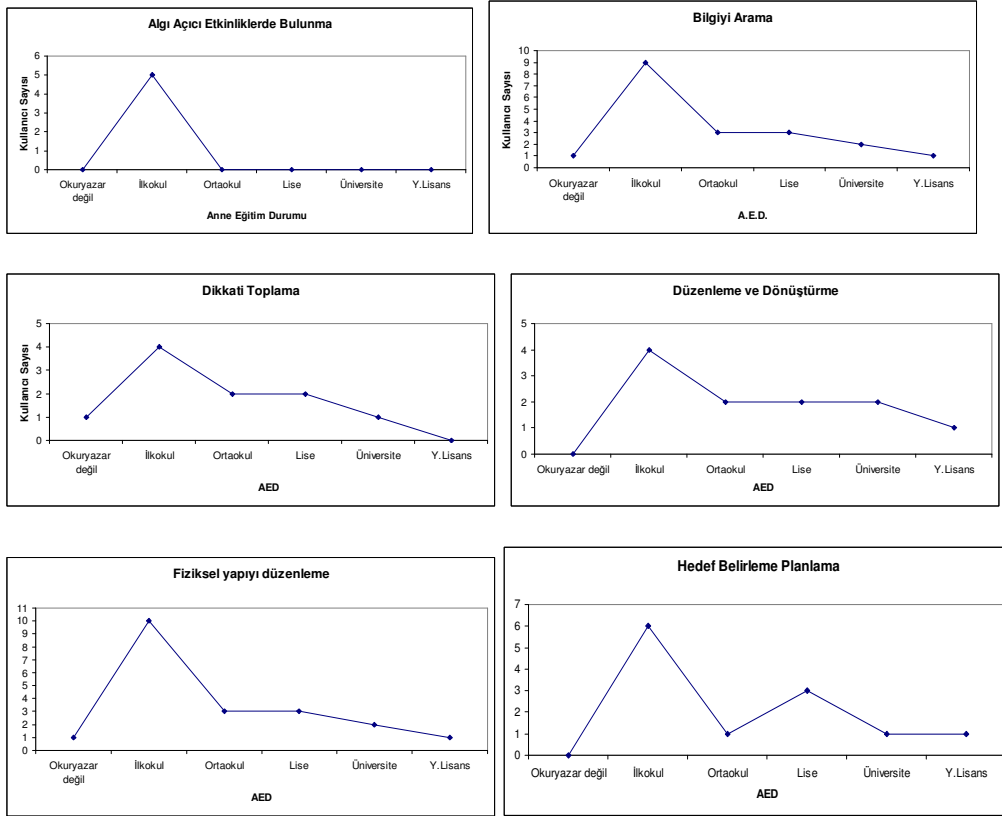 Algı Açıcı Etkinliklerde Bulunma
6
5
4
3
2
1
0
Kullanıcı Sayısı
Okuryazar
değil
İlkokul
Ortaokul
Lise
Üniversite
Y.Lisans
Anne Eğitim Durumu
Bilgiyi Arama
10
9
8
7
6
5
4
3
2
1
0
Kullanıcı Sayısı
Okuryazar
değil
İlkokul
Ortaokul
Lise
Üniversite
Y.Lisans
A.E.D.
Dikkati Toplama
5
4
3
2
1
0
Kullanıcı Sayısı
Okuryazar
değil
İlkokul
Ortaokul
Lise
Üniversite
Y.Lisans
AED
Düzenleme ve Dönüştürme
5
4
3
2
1
0
Okuryazar değil
İlkokul
Ortaokul
Lise
Üniversite
Y.Lisans
AED
Fiziksel yapıyı düzenleme
11
10
9
8
7
6
5
4
3
2
1
0
Okuryazar
değil
İlkokul
Ortaokul
Lise
Üniversite
Y.Lisans
AED
Hedef Belirleme Planlama
7
6
5
4
3
2
1
0
Okuryazar değil
İlkokul
Ortaokul
Lise
Üniversite
Y.Lisans
AED